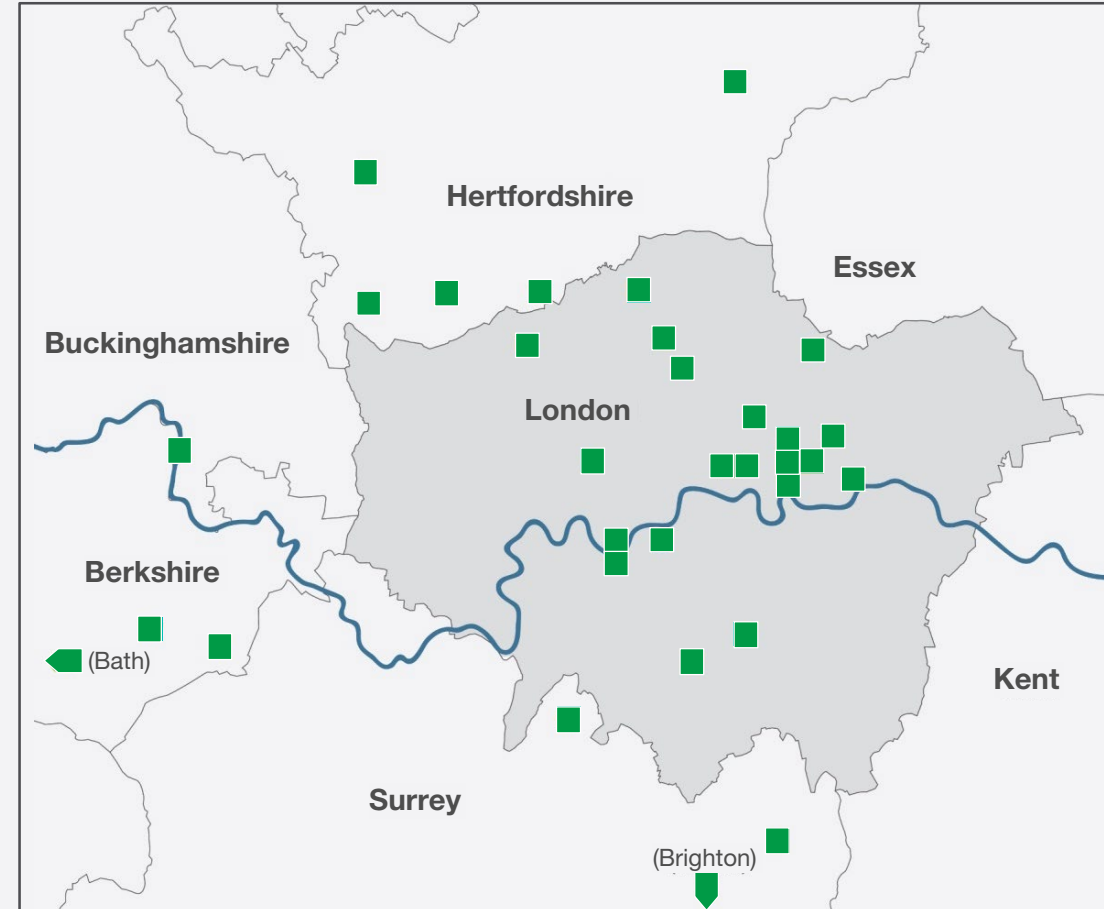 Hertfordshire
Essex
Buckinghamshire
London
Berkshire
(Bath)
Kent
Surrey
(Brighton)